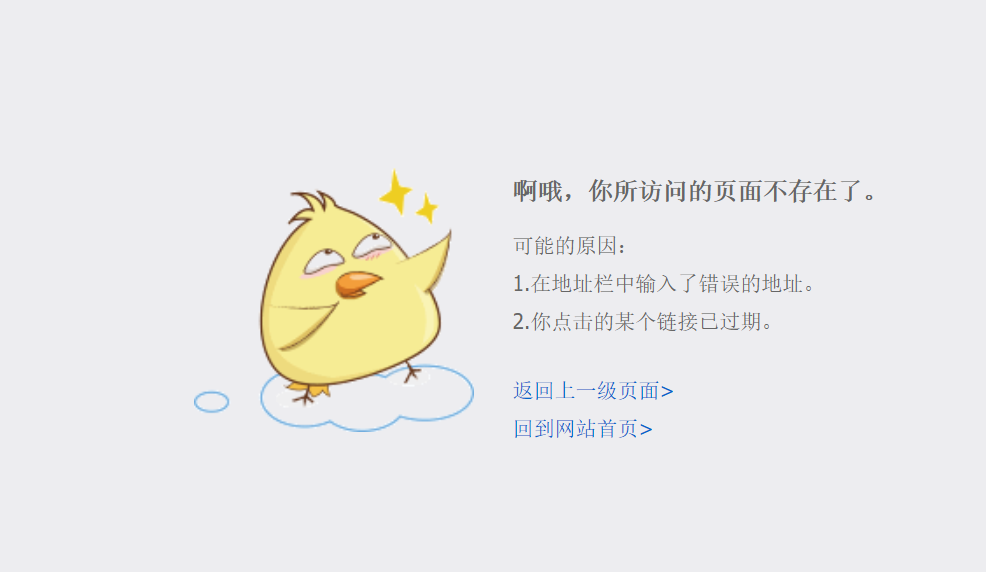 啊哦，你所访问的页面不存在了。
可能的原因：
1.在地址栏中输入了错误的地址。
2.你点击的某个链接已过期。
返回上一级页面>
回到网站首页>